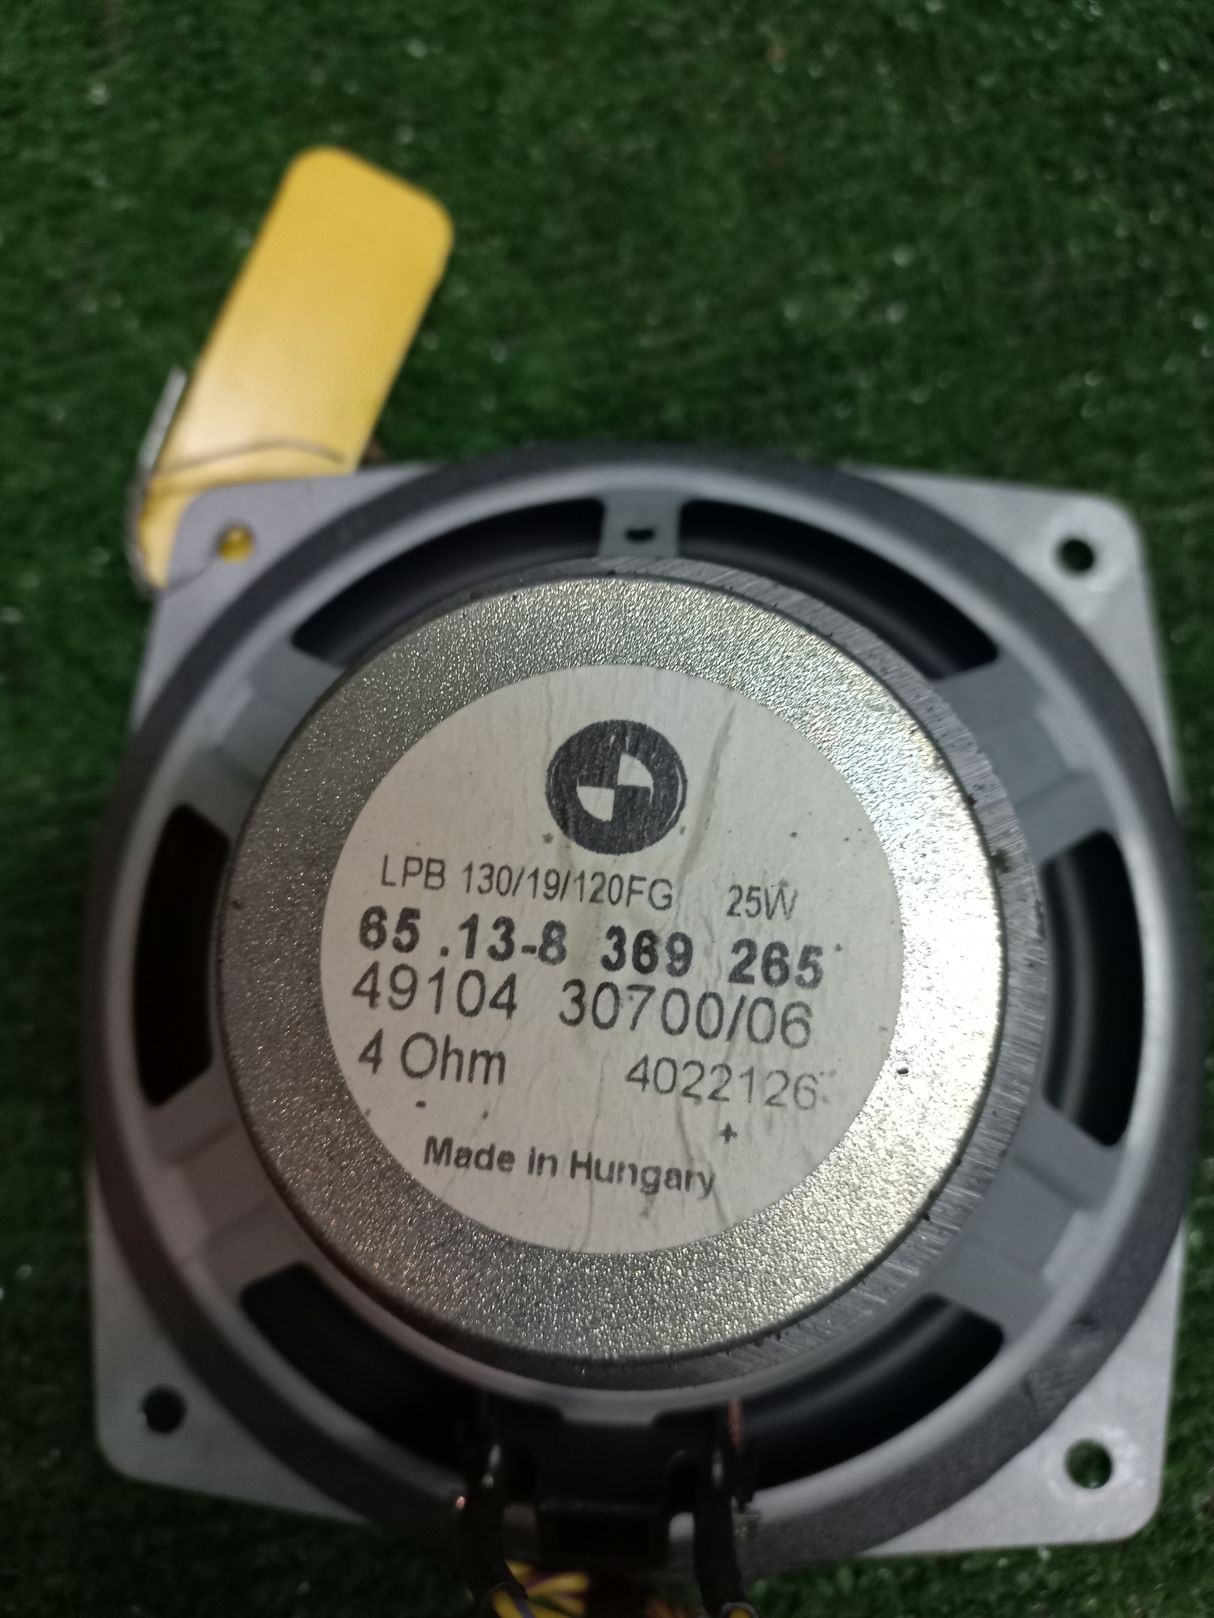 LPB 130/19/120FG 25W
65.13-8 369 265
49104 30700/06
4 Ohm 4022126
Made in Hungary